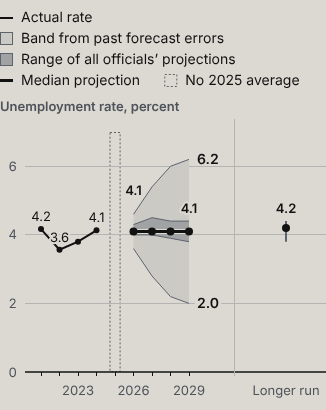 Actual rate
Band from past forecast errors
Range of all officials’ projections
Median projection No 2025 average
Unemployment rate, percent
6.2
6
4.1
4.1
4.2 4.1 4.2
3.6
4
2.0
2
0
2023 2026 2029 Longer run